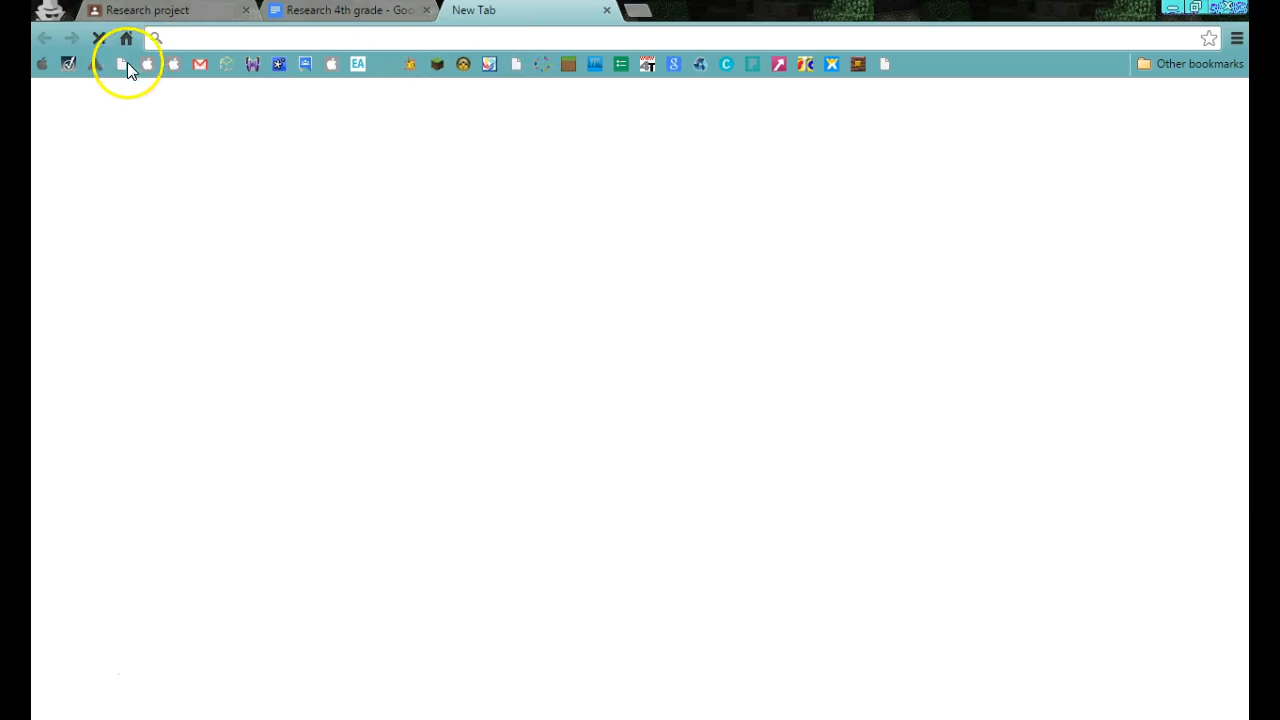 Research project
Research 4th grade - Goo
New Tab
EA
Other bookmarks